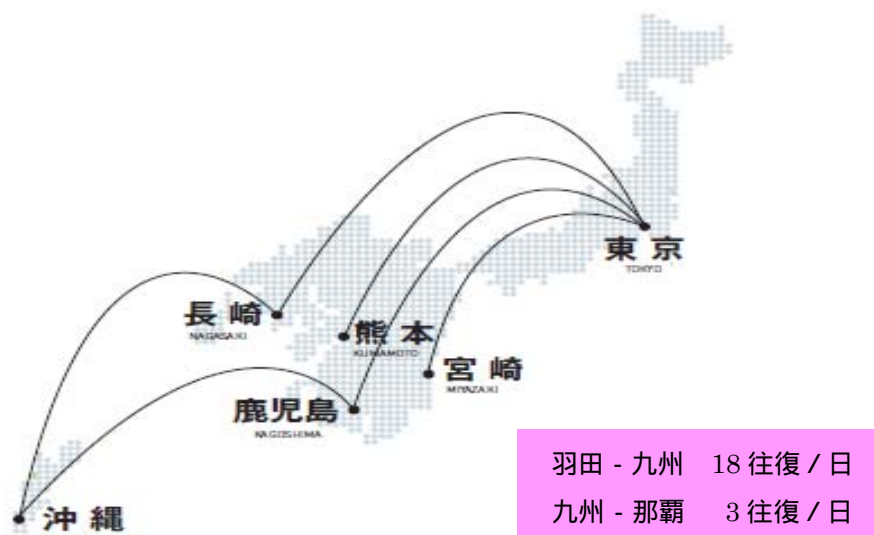 東京
TOKYO
長崎
NAGASAKI
熊本
KUMAMOTO
宮崎
MIYAZAKI
鹿児島
KAGOSHIMA
沖縄
羽田 - 九州 18 往復 / 日
九州 - 那覇 3 往復 / 日